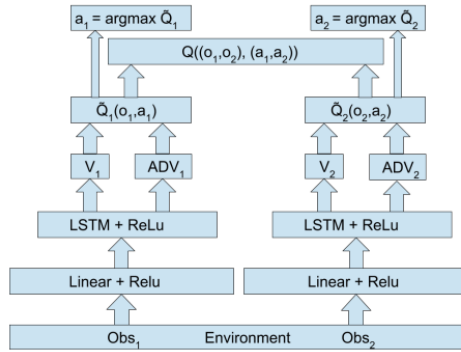 a₁ = argmax Q̃₁
a₂ = argmax Q̃₂
Q((o₁,o₂), (a₁,a₂))
Q̃₁(o₁,a₁)
Q̃₂(o₂,a₂)
V₁
ADV₁
V₂
ADV₂
LSTM + ReLu
LSTM + ReLu
Linear + Relu
Linear + Relu
Obs₁ Environment Obs₂